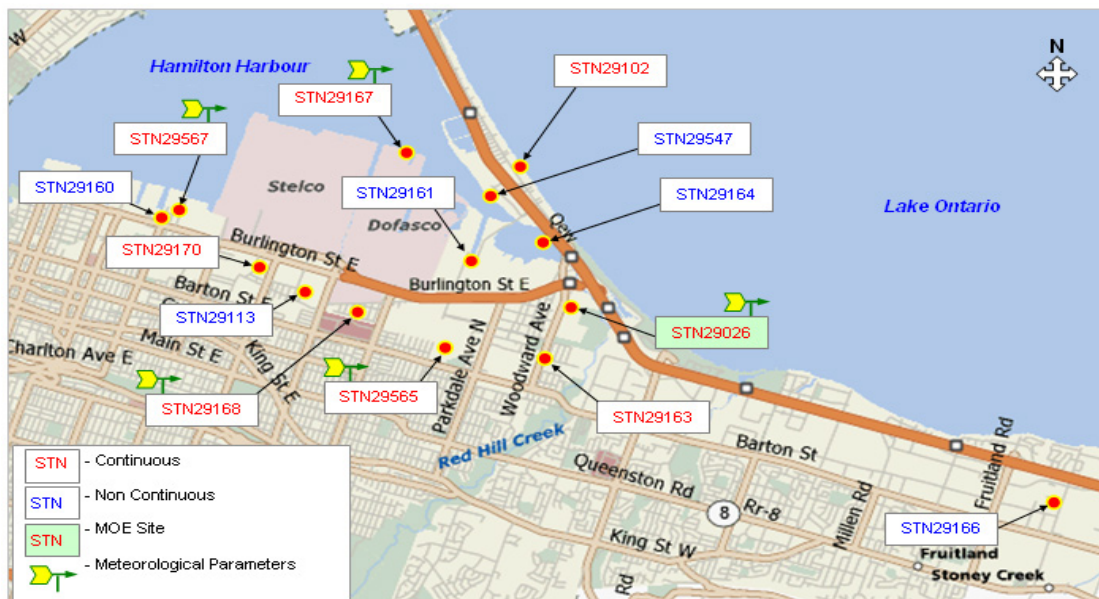 W
N
Hamilton Harbour
STN29102
STN29167
STN29567
STN29547
STN29160
Stelco
STN29161
STN29164
Lake Ontario
Dofasco
Qew
STN29170
Burlington St E
Burlington St E
Barton St E
STN29113
STN29026
Main St E
King St E
Charlton Ave E
Parkdale Ave N
Woodward Ave
STN29168
STN29565
STN29163
Red Hill Creek
Barton St
Queenston Rd
Fruitland Rd
8
Rr-8
Millen Rd
STN29166
King St W
Fruitland
Stoney Creek
Rd
STN - Continuous
STN - Non Continuous
STN - MOE Site
- Meteorological Parameters